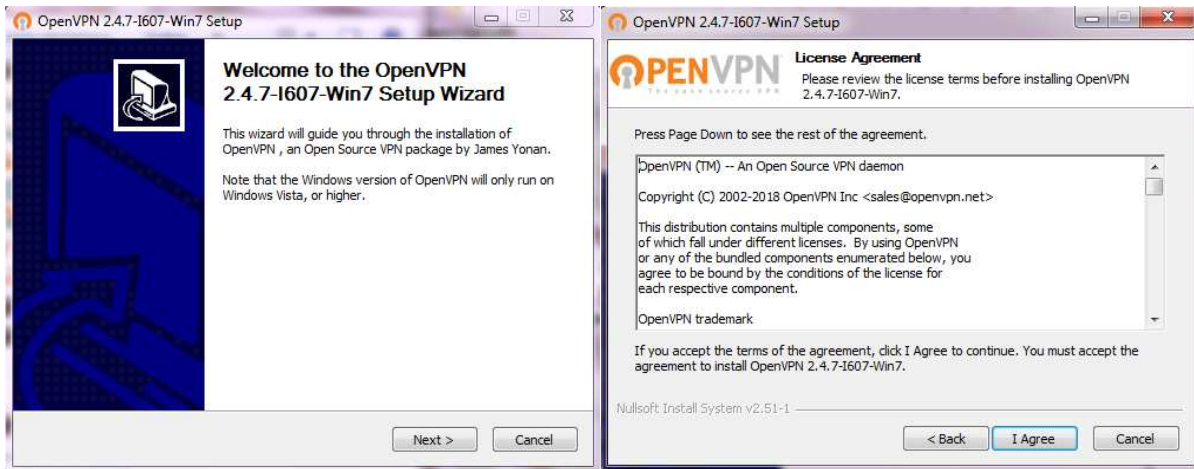 OpenVPN 2.4.7-I607-Win7 Setup
Welcome to the OpenVPN
2.4.7-I607-Win7 Setup Wizard
This wizard will guide you through the installation of
OpenVPN , an Open Source VPN package by James Yonan.
Note that the Windows version of OpenVPN will only run on
Windows Vista, or higher.
Next >
Cancel
OpenVPN 2.4.7-I607-Win7 Setup
OPENVPN
The open source VPN
License Agreement
Please review the license terms before installing OpenVPN
2.4.7-I607-Win7.
Press Page Down to see the rest of the agreement.
OpenVPN (TM) -- An Open Source VPN daemon
Copyright (C) 2002-2018 OpenVPN Inc <sales@openvpn.net>
This distribution contains multiple components, some
of which fall under different licenses. By using OpenVPN
or any of the bundled components enumerated below, you
agree to be bound by the conditions of the license for
each respective component.
OpenVPN trademark
If you accept the terms of the agreement, click I Agree to continue. You must accept the
agreement to install OpenVPN 2.4.7-I607-Win7.
Nullsoft Install System v2.51-1
< Back
I Agree
Cancel